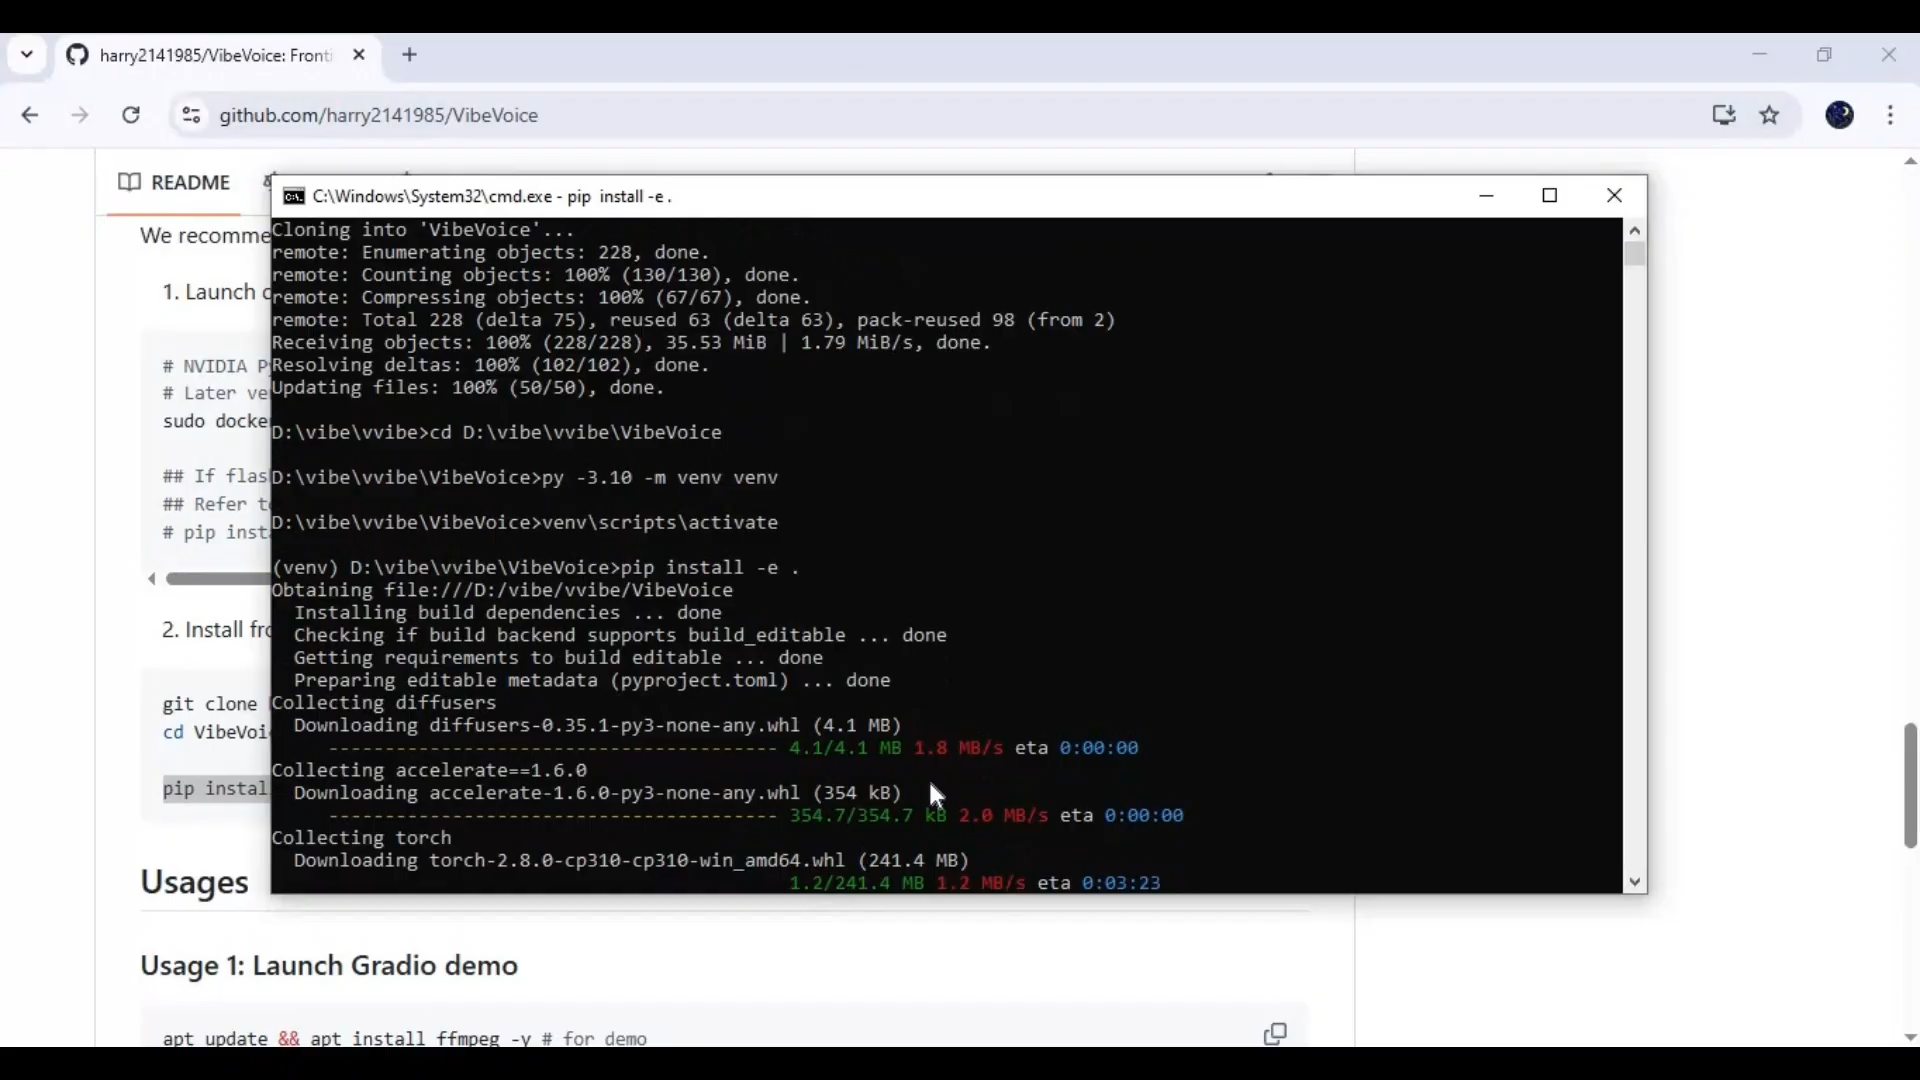 harry2141985/VibeVoice: Fronti
github.com/harry2141985/VibeVoice
README
We recomme
1. Launch
# NVIDIA P
# Later ve
sudo docke
## If flas
## Refer to
# pip inst
2. Install fro
git clone
cd VibeVoi
pip instal
C:\Windows\System32\cmd.exe - pip  install -e .
Cloning into 'VibeVoice'...
remote: Enumerating objects: 228, done.
remote: Counting objects: 100% (130/130), done.
remote: Compressing objects: 100% (67/67), done.
remote: Total 228 (delta 75), reused 63 (delta 63), pack-reused 98 (from 2)
Receiving objects: 100% (228/228), 35.53 MiB | 1.79 MiB/s, done.
Resolving deltas: 100% (102/102), done.
Updating files: 100% (50/50), done.
D:\vibe\vvibe>cd D:\vibe\vvibe\VibeVoice
D:\vibe\vvibe\VibeVoice>py -3.10 -m venv venv
D:\vibe\vvibe\VibeVoice>venv\scripts\activate
(venv) D:\vibe\vvibe\VibeVoice>pip install -e .
Obtaining file:///D:/vibe/vvibe/VibeVoice
Installing build dependencies ... done
Checking if build backend supports build_editable ... done
Getting requirements to build editable ... done
Preparing editable metadata (pyproject.toml) ... done
Collecting diffusers
Downloading diffusers-0.35.1-py3-none-any.whl (4.1 MB)
---------------------------------------- 4.1/4.1 MB 1.8 MB/s eta 0:00:00
Collecting accelerate==1.6.0
Downloading accelerate-1.6.0-py3-none-any.whl (354 kB)
---------------------------------------- 354.7/354.7 kB 2.0 MB/s eta 0:00:00
Collecting torch
Downloading torch-2.8.0-cp310-cp310-win_amd64.whl (241.4 MB)
1.2/241.4 MB 1.2 MB/s eta 0:03:23
Usages
Usage 1: Launch Gradio demo
apt update && apt install ffmpeg -y # for demo